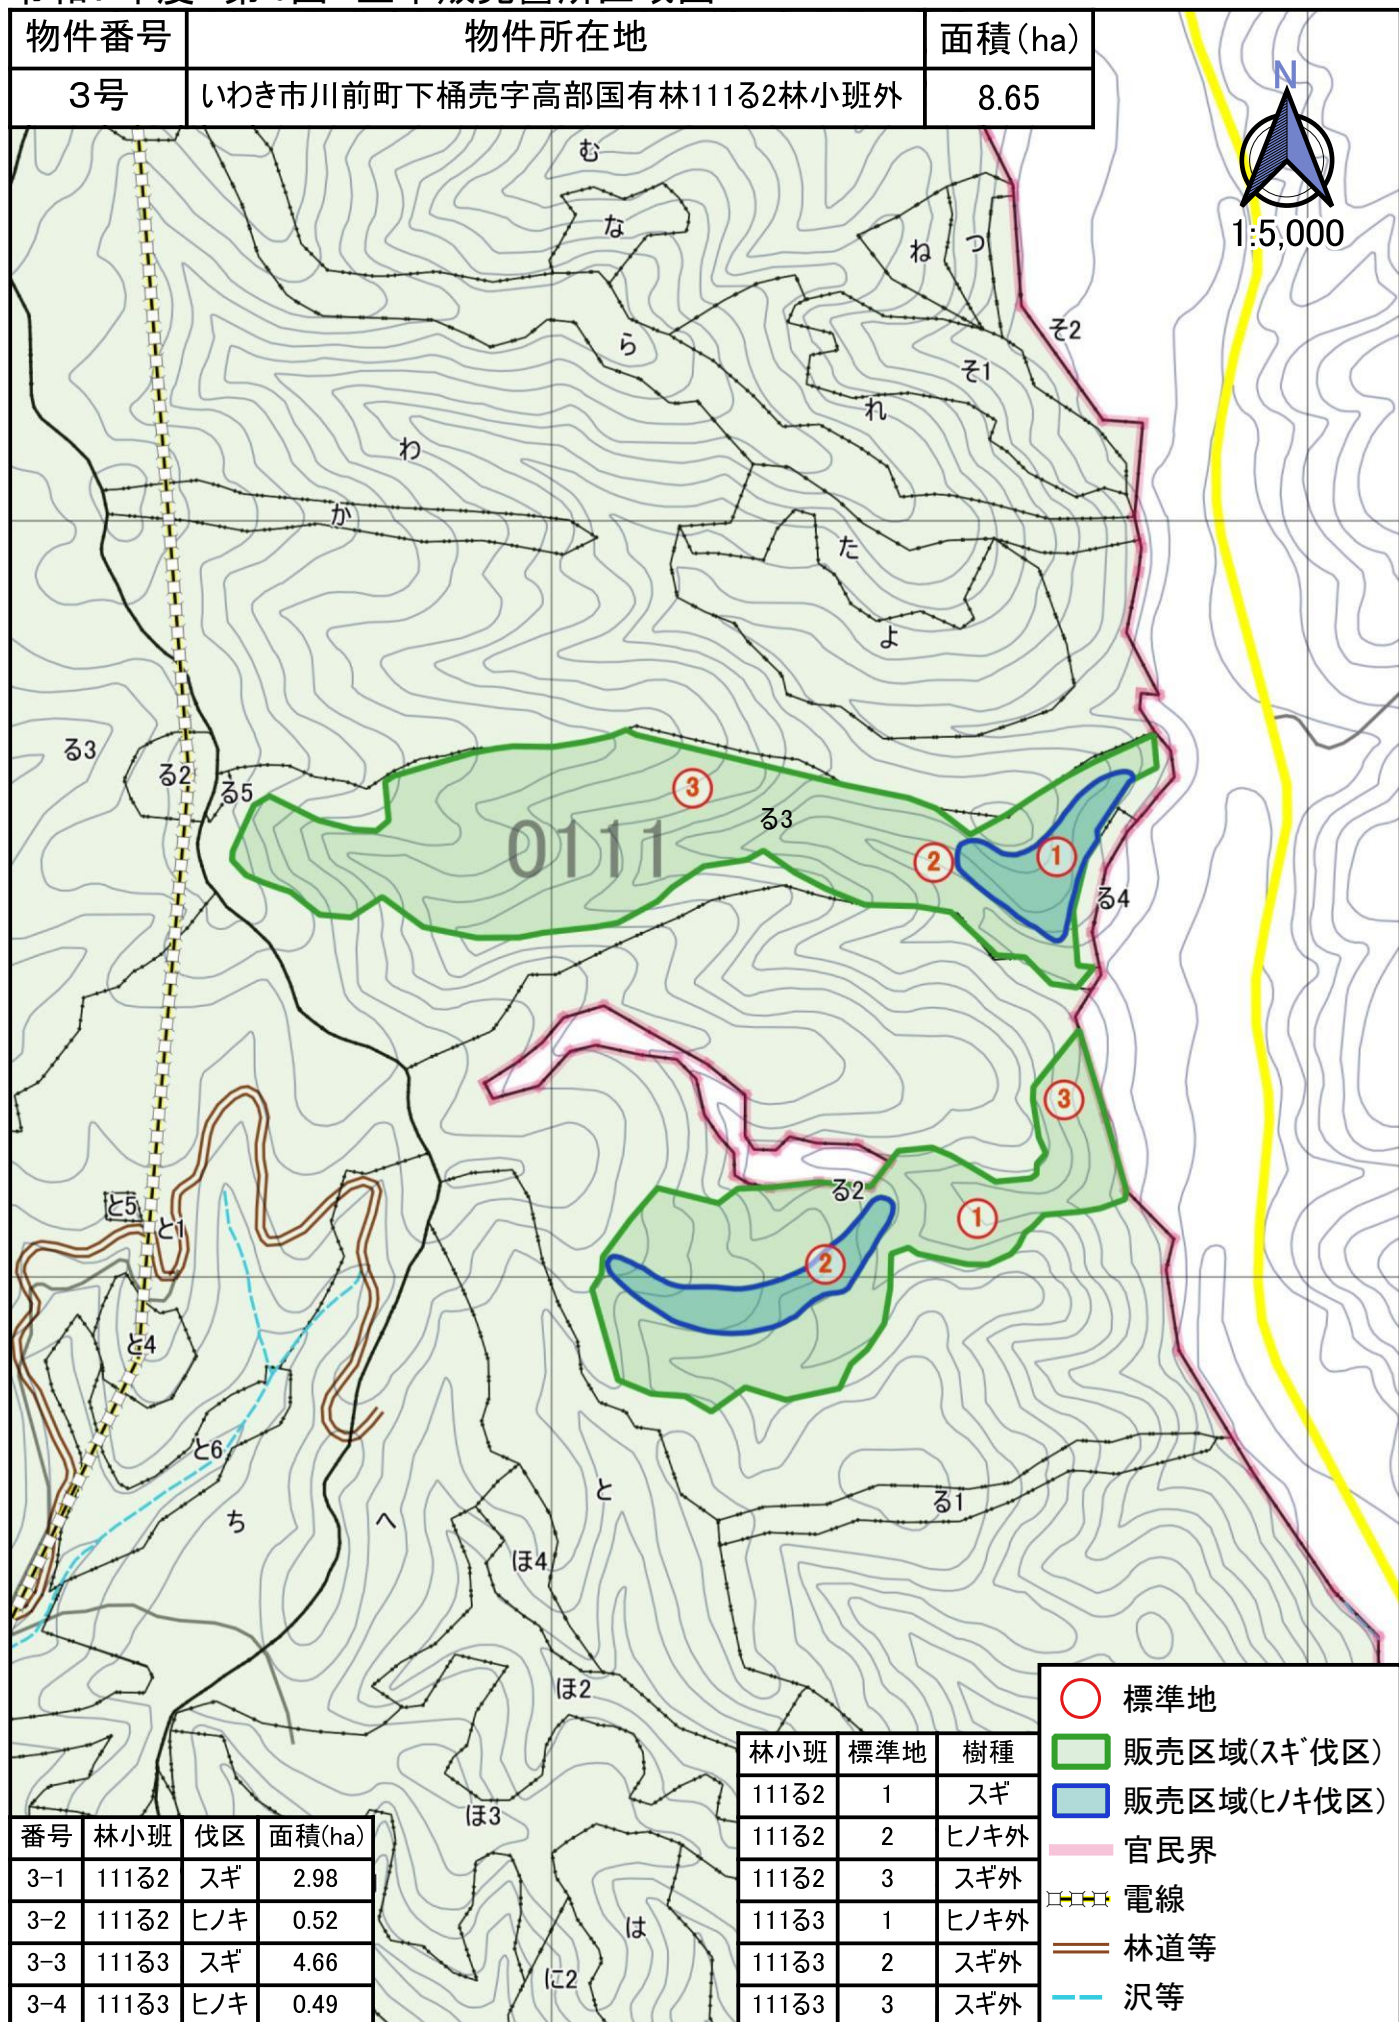 物件番号 物件所在地 面積(ha)
3号 いわき市川前町下桶売字高部国有林111る2林小班外 8.65
N
1:5,000
む
な
ね つ
ら
そ2
そ1
れ
わ
か
た
よ
る3
る2
る5
3
る3
0111
2
1
る4
3
る2
1
2
と5
と1
と4
と6
ち
へ
と
る1
ほ4
ほ2
ほ3
は
に2
番号 林小班 伐区 面積(ha)
3-1 111る2 スギ 2.98
3-2 111る2 ヒノキ 0.52
3-3 111る3 スギ 4.66
3-4 111る3 ヒノキ 0.49
林小班 標準地 樹種
111る2 1 スギ
111る2 2 ヒノキ外
111る2 3 スギ外
111る3 1 ヒノキ外
111る3 2 スギ外
111る3 3 スギ外
標準地
販売区域(スギ伐区)
販売区域(ヒノキ伐区)
官民界
電線
林道等
沢等